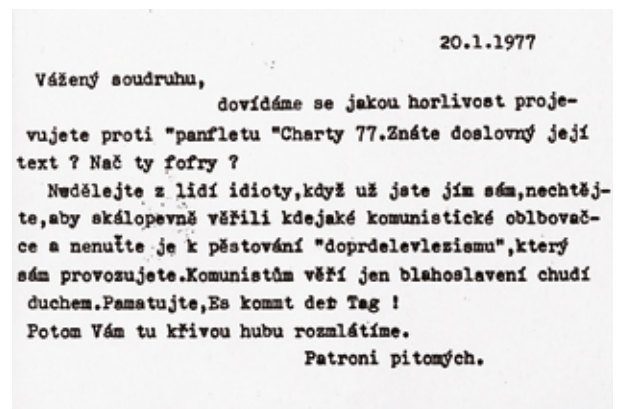 20.1.1977
Vážený soudruhu,
dovídáme se jakou horlivost proje-
vujete proti "panfletu "Charty 77.Znáte doslovný její
text ? Nač ty fofry ?
Nedělejte z lidí idioty,když už jste jím sám,nechtěj-
te,aby skálopevně věřili kdejaké komunistické oblbovač-
ce a nenuťte je k pěstování "doprdelevlezismu",který
sám provozujete.Komunistům věří jen blahoslavení chudí
duchem.Pamatujte,Es kommt der Tag !
Potom Vám tu křivou hubu rozmlátíme.
Patroni pitomých.